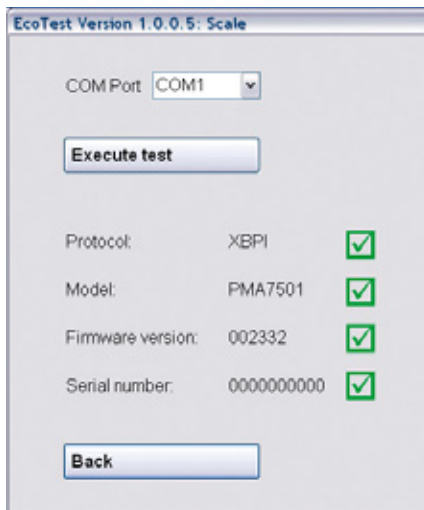 EcoTest Version 1.0.0.5: Scale
COM Port COM1
Execute test
Protocol: XBPI
Model: PMA7501
Firmware version: 002332
Serial number: 0000000000
Back